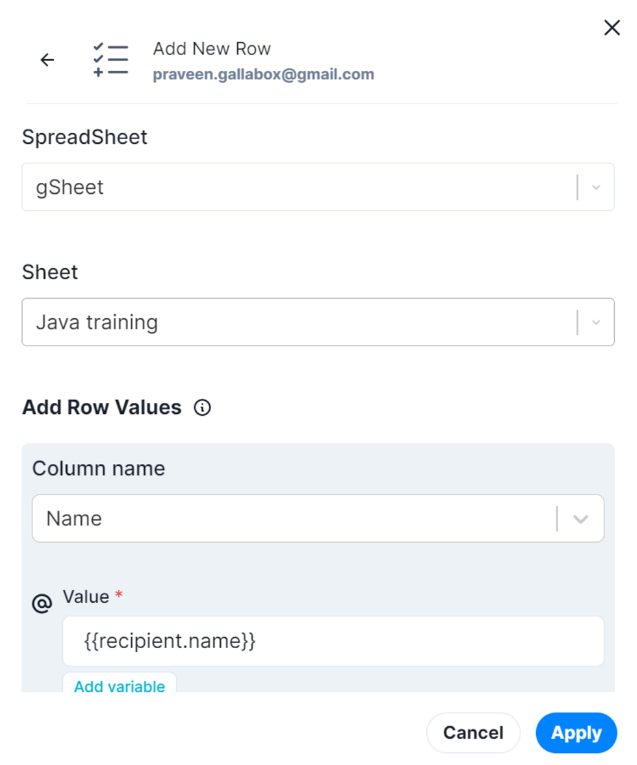 Add New Row
praveen.gallabox@gmail.com
SpreadSheet
gSheet
Sheet
Java training
Add Row Values
Column name
Name
@ Value *
{{recipient.name}}
Add variable
Cancel Apply